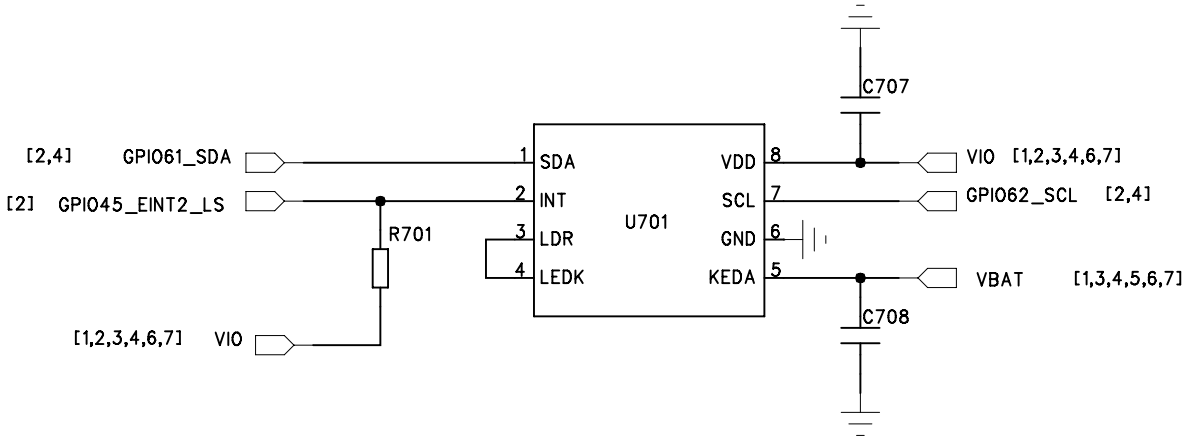 C707
[2,4] GPIO61_SDA 1 SDA VDD 8 VIO [1,2,3,4,6,7]
[2] GPIO45_EINT2_LS 2 INT SCL 7 GPIO62_SCL [2,4]
U701
R701 3 LDR GND 6
4 LEDK KEDA 5 VBAT [1,3,4,5,6,7]
C708
[1,2,3,4,6,7] VIO